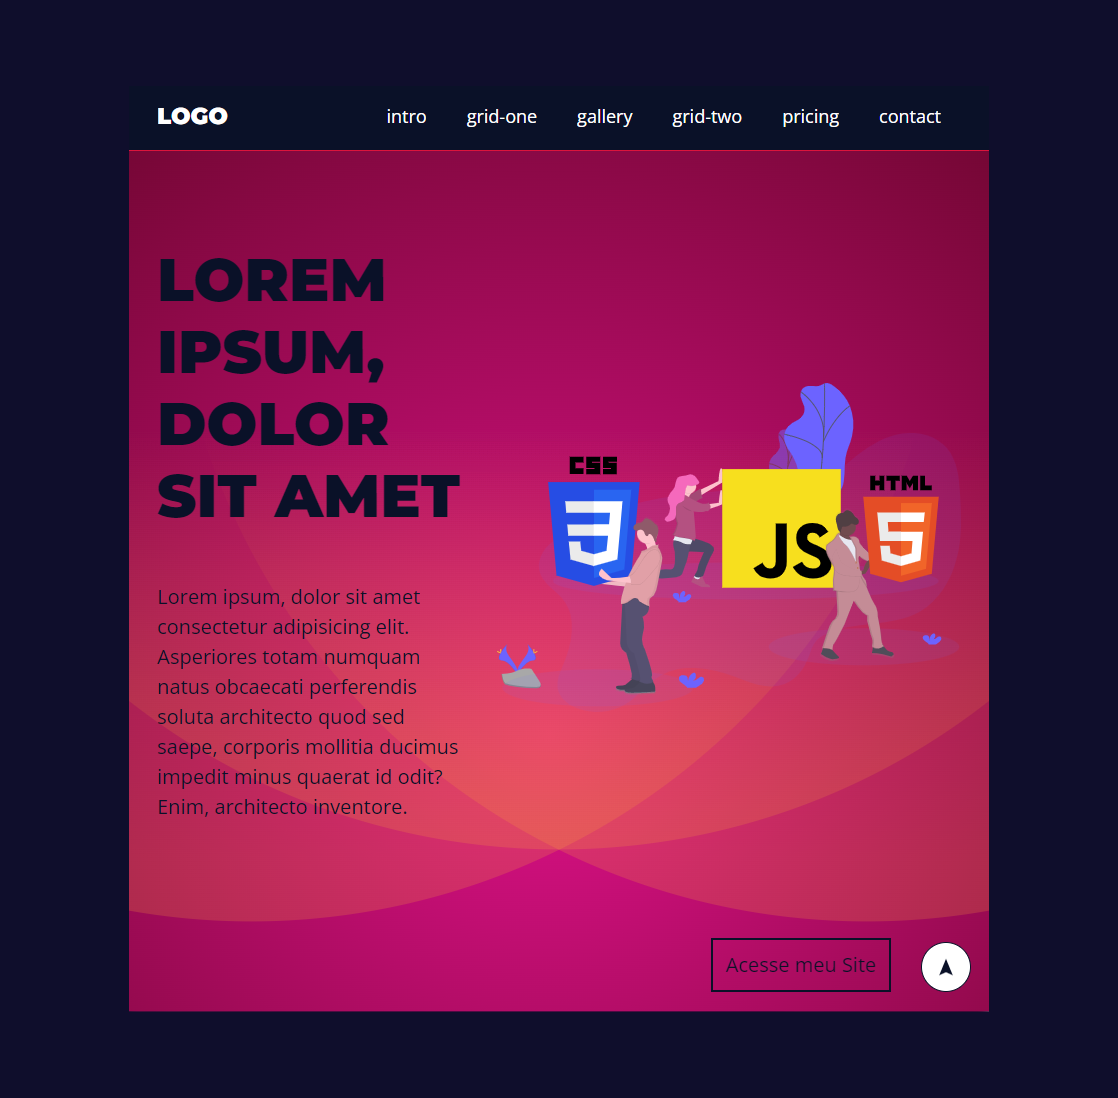 LOGO intro grid-one gallery grid-two pricing contact
LOREM
IPSUM,
DOLOR
SIT AMET
CSS
HTML
JS
Lorem ipsum, dolor sit amet
consectetur adipisicing elit.
Asperiores totam numquam
natus obcaecati perferendis
soluta architecto quod sed
saepe, corporis mollitia ducimus
impedit minus quaerat id odit?
Enim, architecto inventore.
Acesse meu Site